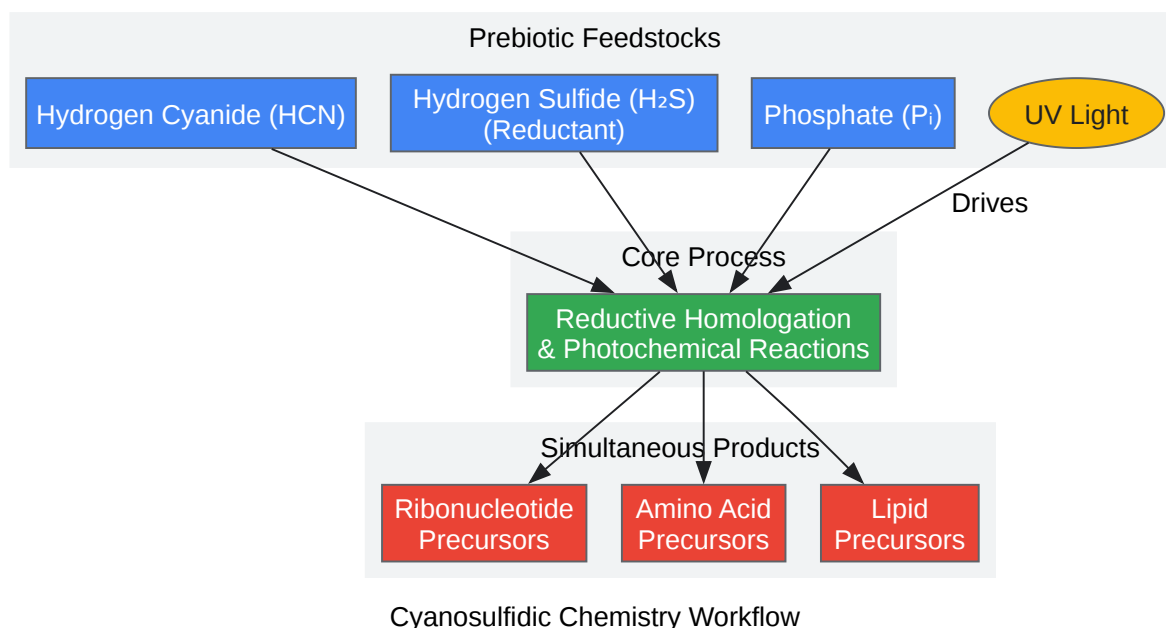 Prebiotic Feedstocks
Hydrogen Cyanide (HCN)
Hydrogen Sulfide (H₂S)
(Reductant)
Phosphate (Pᵢ)
UV Light
Drives
Core Process
Reductive Homologation
& Photochemical Reactions
Simultaneous Products
Ribonucleotide
Precursors
Amino Acid
Precursors
Lipid
Precursors
Cyanosulfidic Chemistry Workflow